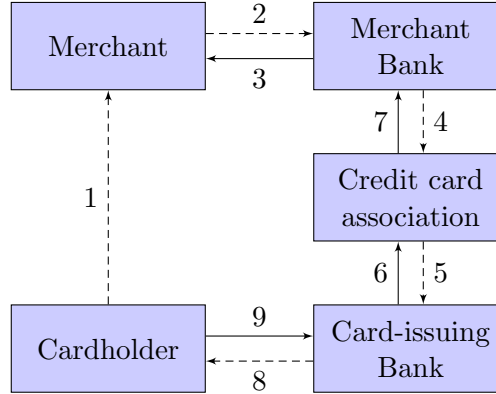 Merchant
2
Merchant
Bank
3
7
4
1
Credit card
association
6
5
Cardholder
9
Card-issuing
Bank
8